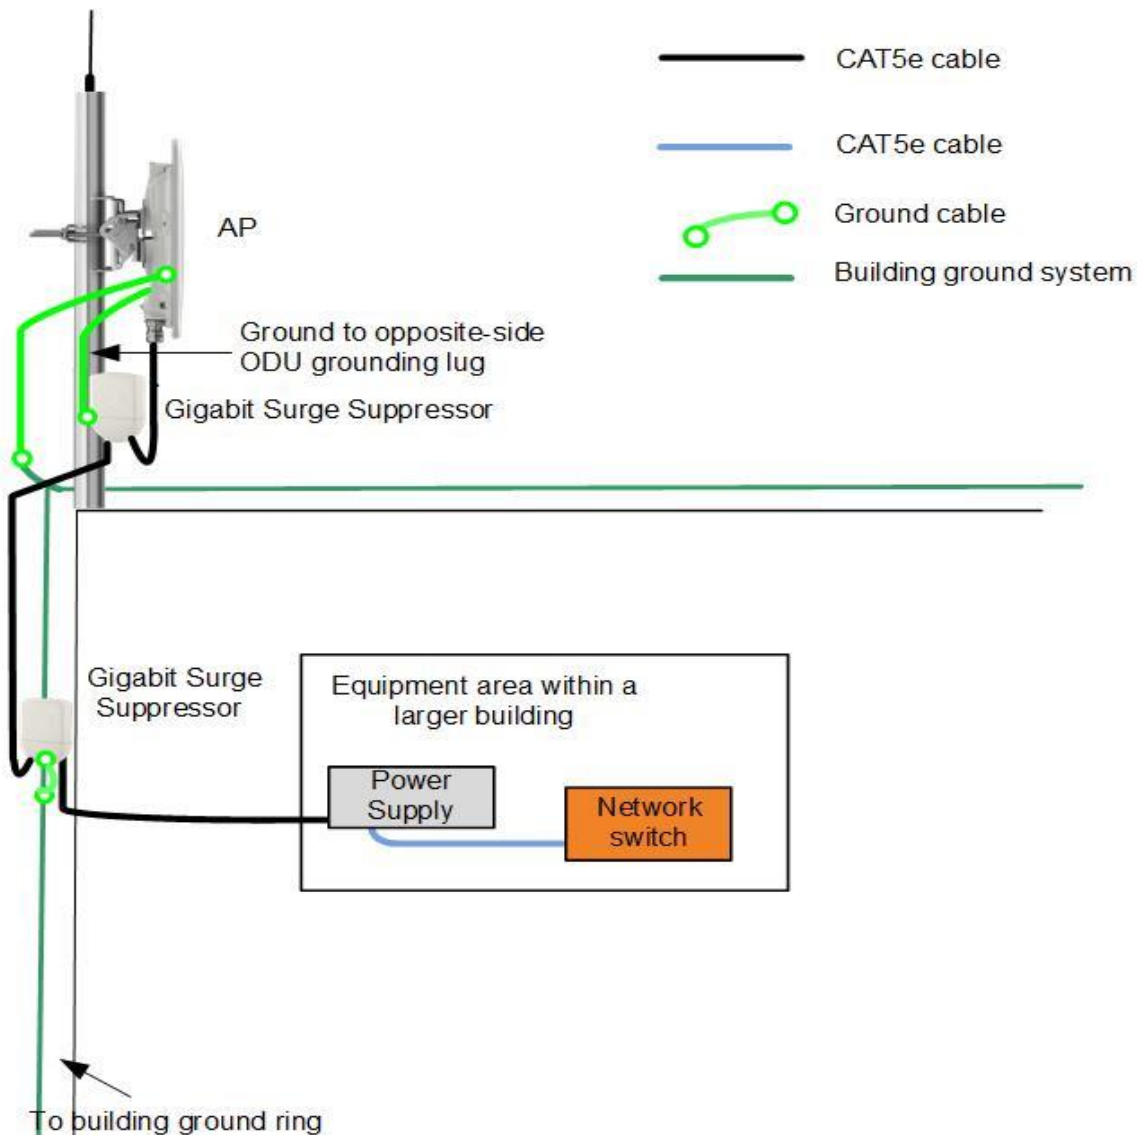 CAT5e cable
CAT5e cable
Ground cable
Building ground system
AP
Ground to opposite-side
ODU grounding lug
Gigabit Surge Suppressor
Gigabit Surge
Suppressor
Equipment area within a
larger building
Power
Supply
Network
switch
To building ground ring